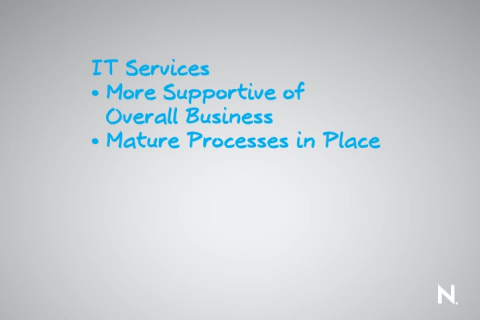 IT Services
• More Supportive of
Overall Business
• Mature Processes in Place
N.